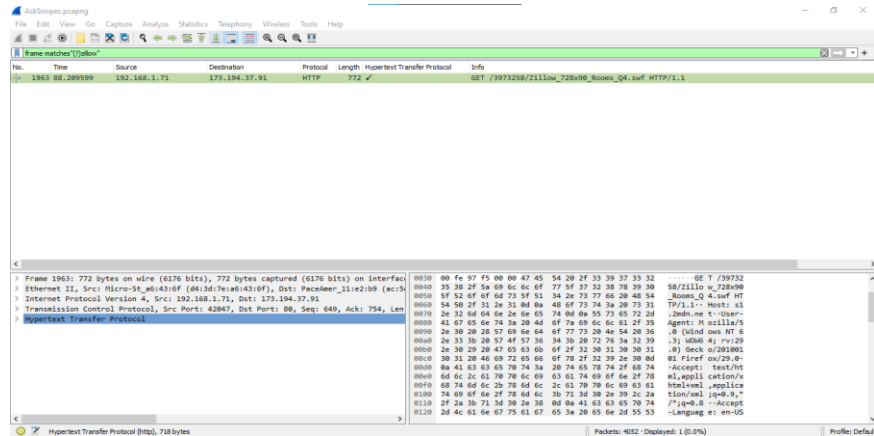 AskSnopes.pcapng
File Edit View Go Capture Analyze Statistics Telephony Wireless Tools Help
frame matches"(?)zillow"
No. Time Source Destination Protocol Length Hypertext Transfer Protocol Info
1963 88.209599 192.168.1.71 173.194.37.91 HTTP 772 ✓ GET /3973258/Zillow_728x90_Rooms_Q4.swf HTTP/1.1
> Frame 1963: 772 bytes on wire (6176 bits), 772 bytes captured (6176 bits) on interfac
> Ethernet II, Src: Micro-St_a6:43:6f (d4:3d:7e:a6:43:6f), Dst: PaceAmer_11:e2:b9 (ac:5
> Internet Protocol Version 4, Src: 192.168.1.71, Dst: 173.194.37.91
> Transmission Control Protocol, Src Port: 42047, Dst Port: 80, Seq: 649, Ack: 754, Len
> Hypertext Transfer Protocol
0030 00 fe 97 f5 00 00 47 45 54 20 2f 33 39 37 33 32 ······GE T /39732
0040 35 38 2f 5a 69 6c 6c 6f 77 5f 37 32 38 78 39 30 58/Zillo w_728x90
0050 5f 52 6f 6f 6d 73 5f 51 34 2e 73 77 66 20 48 54 _Rooms_Q 4.swf HT
0060 54 50 2f 31 2e 31 0d 0a 48 6f 73 74 3a 20 73 31 TP/1.1·· Host: s1
0070 2e 32 6d 64 6e 2e 6e 65 74 0d 0a 55 73 65 72 2d .2mdn.ne t··User-
0080 41 67 65 6e 74 3a 20 4d 6f 7a 69 6c 6c 61 2f 35 Agent: M ozilla/5
0090 2e 30 20 28 57 69 6e 64 6f 77 73 20 4e 54 20 36 .0 (Wind ows NT 6
00a0 2e 33 3b 20 57 4f 57 36 34 3b 20 72 76 3a 32 39 .3; WOW6 4; rv:29
00b0 2e 30 29 20 47 65 63 6b 6f 2f 32 30 31 30 30 31 .0) Geck o/201001
00c0 30 31 20 46 69 72 65 66 6f 78 2f 32 39 2e 30 0d 01 Firef ox/29.0·
00d0 0a 41 63 63 65 70 74 3a 20 74 65 78 74 2f 68 74 ·Accept: text/ht
00e0 6d 6c 2c 61 70 70 6c 69 63 61 74 69 6f 6e 2f 78 ml,appli cation/x
00f0 68 74 6d 6c 2b 78 6d 6c 2c 61 70 70 6c 69 63 61 html+xml ,applica
0100 74 69 6f 6e 2f 78 6d 6c 3b 71 3d 30 2e 39 2c 2a tion/xml ;q=0.9,*
0110 2f 2a 3b 71 3d 30 2e 38 0d 0a 41 63 63 65 70 74 /*;q=0.8 ··Accept
0120 2d 4c 61 6e 67 75 61 67 65 3a 20 65 6e 2d 55 53 -Languag e: en-US
Hypertext Transfer Protocol (http), 718 bytes Packets: 4052 · Displayed: 1 (0.0%) Profile: Defaul